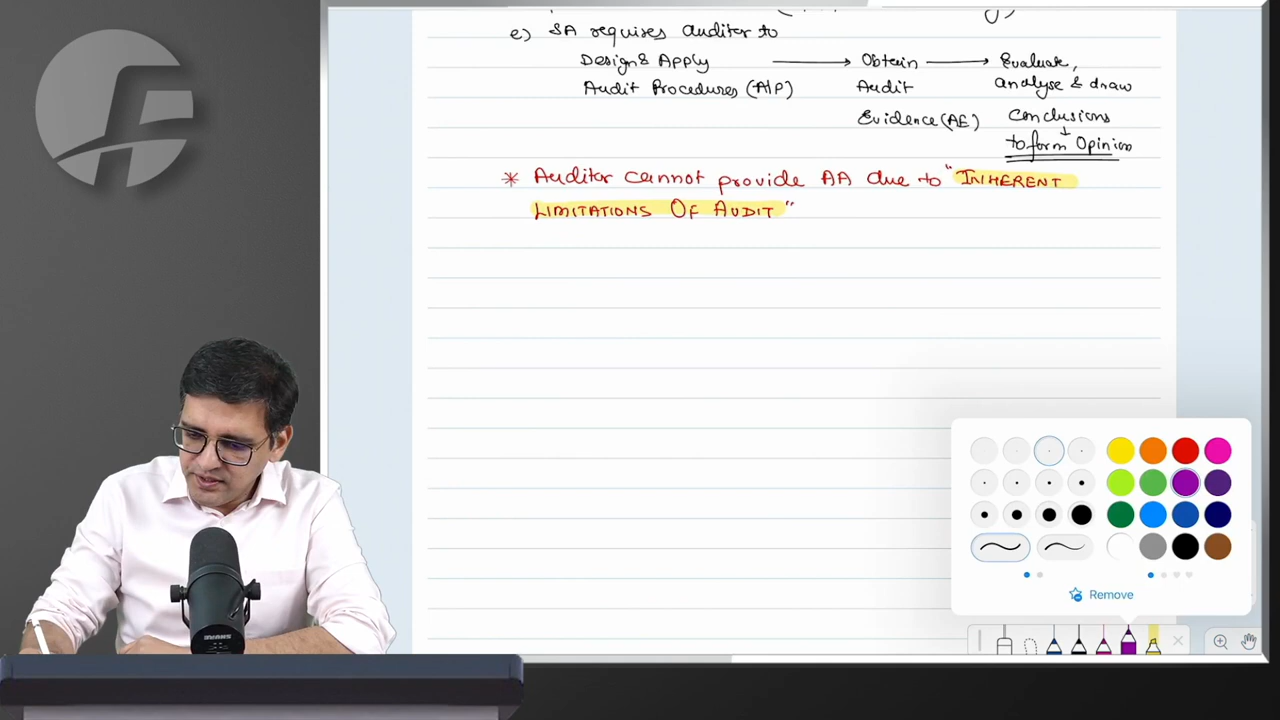 e) SA requires auditor to
Design & Apply → Obtain → Evaluate,
Audit Procedures (A/P) Audit analyse & draw
Evidence (AE) Conclusions
↓
to form Opinion
* Auditor cannot provide AA due to "INHERENT
LIMITATIONS OF AUDIT"
Remove